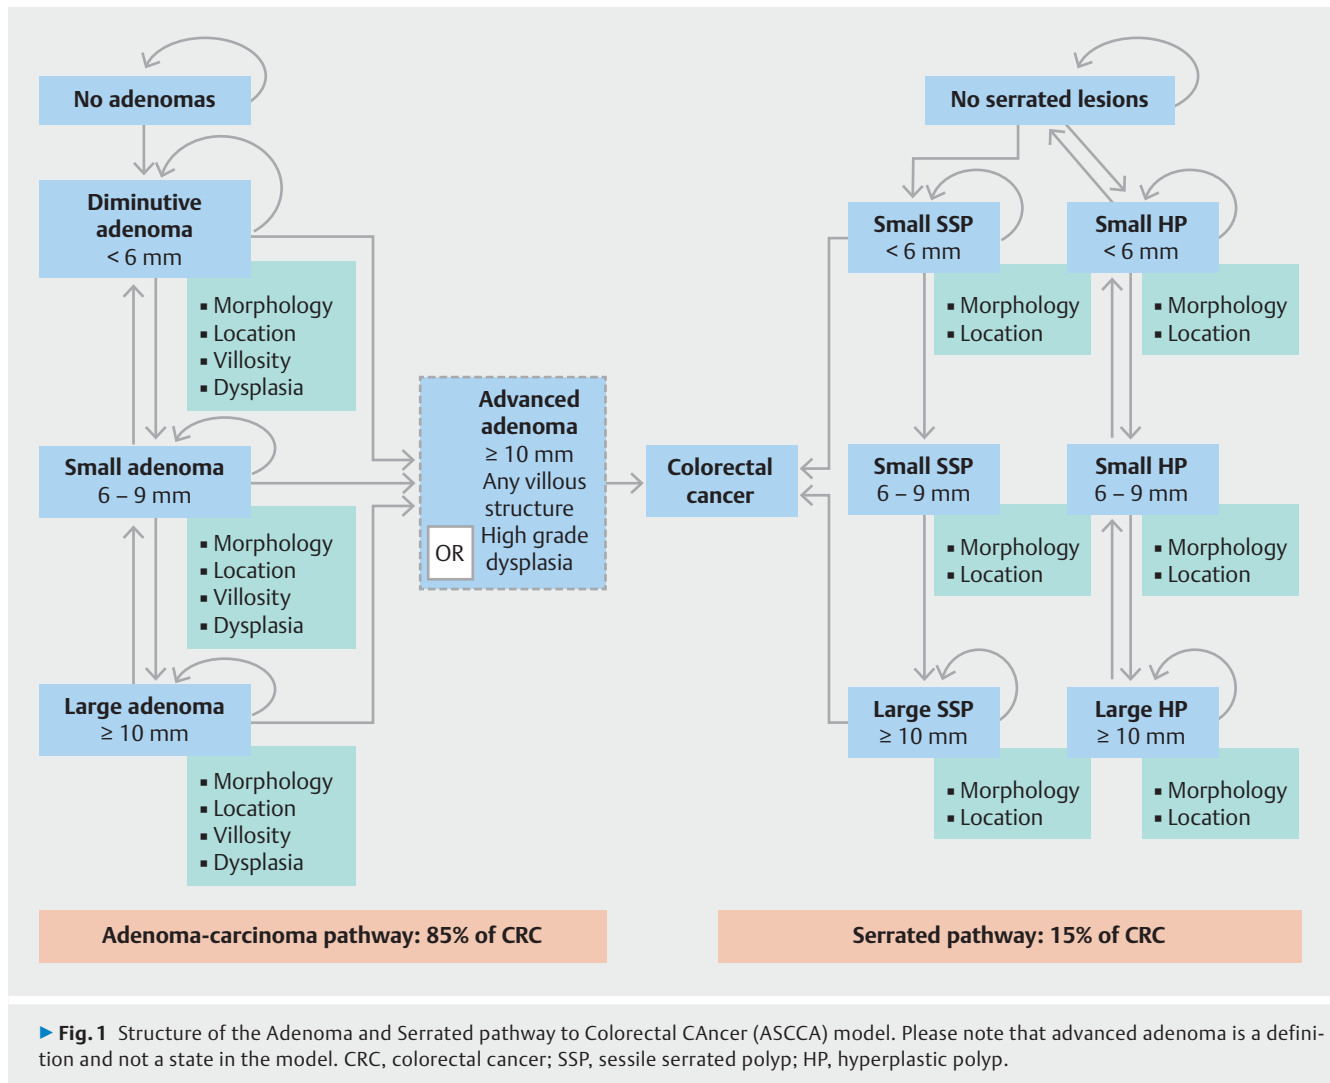 No adenomas
Diminutive
adenoma
< 6 mm
▪ Morphology
▪ Location
▪ Villosity
▪ Dysplasia
Small adenoma
6 – 9 mm
▪ Morphology
▪ Location
▪ Villosity
▪ Dysplasia
Large adenoma
≥ 10 mm
▪ Morphology
▪ Location
▪ Villosity
▪ Dysplasia
Advanced
adenoma
≥ 10 mm
Any villous
structure
OR
High grade
dysplasia
Colorectal
cancer
No serrated lesions
Small SSP
< 6 mm
▪ Morphology
▪ Location
Small HP
< 6 mm
▪ Morphology
▪ Location
Small SSP
6 – 9 mm
▪ Morphology
▪ Location
Small HP
6 – 9 mm
▪ Morphology
▪ Location
Large SSP
≥ 10 mm
▪ Morphology
▪ Location
Large HP
≥ 10 mm
▪ Morphology
▪ Location
Adenoma-carcinoma pathway: 85% of CRC
Serrated pathway: 15% of CRC
▶ Fig. 1 Structure of the Adenoma and Serrated pathway to Colorectal CAncer (ASCCA) model. Please note that advanced adenoma is a defini-
tion and not a state in the model. CRC, colorectal cancer; SSP, sessile serrated polyp; HP, hyperplastic polyp.